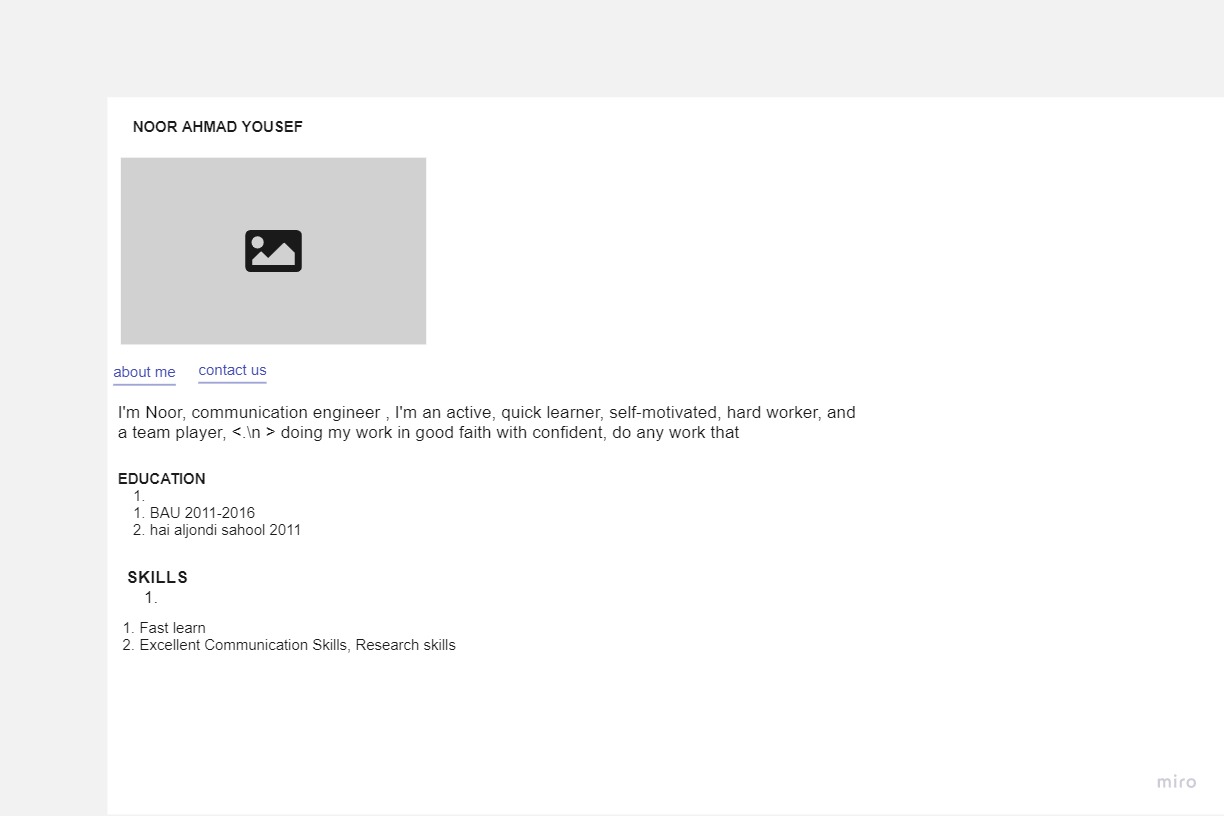 NOOR AHMAD YOUSEF
about me
contact us
I'm Noor, communication engineer , I'm an active, quick learner, self-motivated, hard worker, and
a team player, <.\n > doing my work in good faith with confident, do any work that
EDUCATION
1.
1. BAU 2011-2016
2. hai aljondi sahool 2011
SKILLS
1.
1. Fast learn
2. Excellent Communication Skills, Research skills
miro